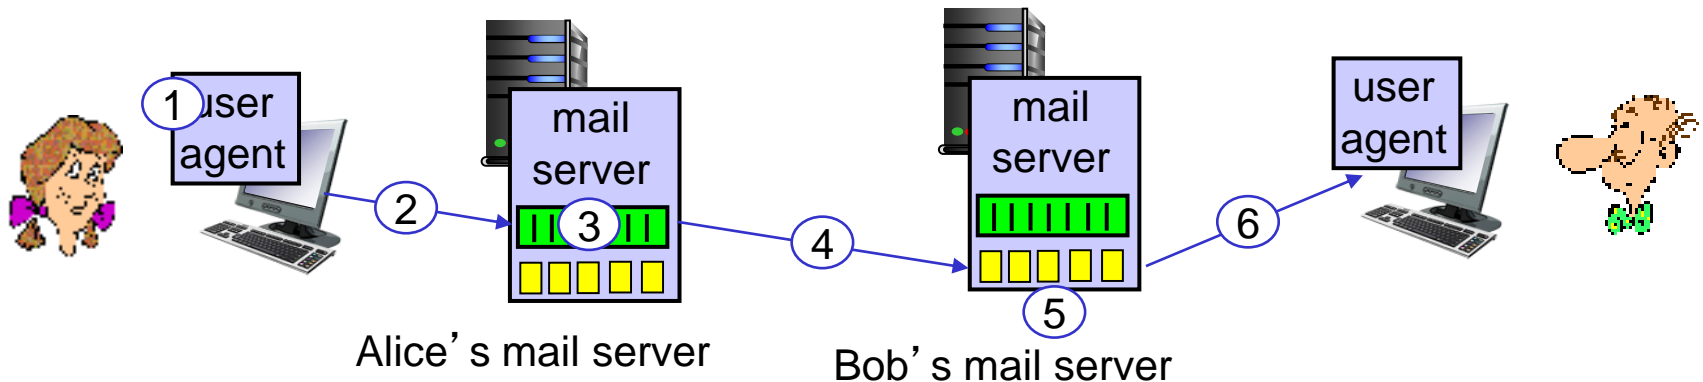 1
user
agent
2
mail
server
3
Alice’s mail server
4
mail
server
5
Bob’s mail server
6
user
agent